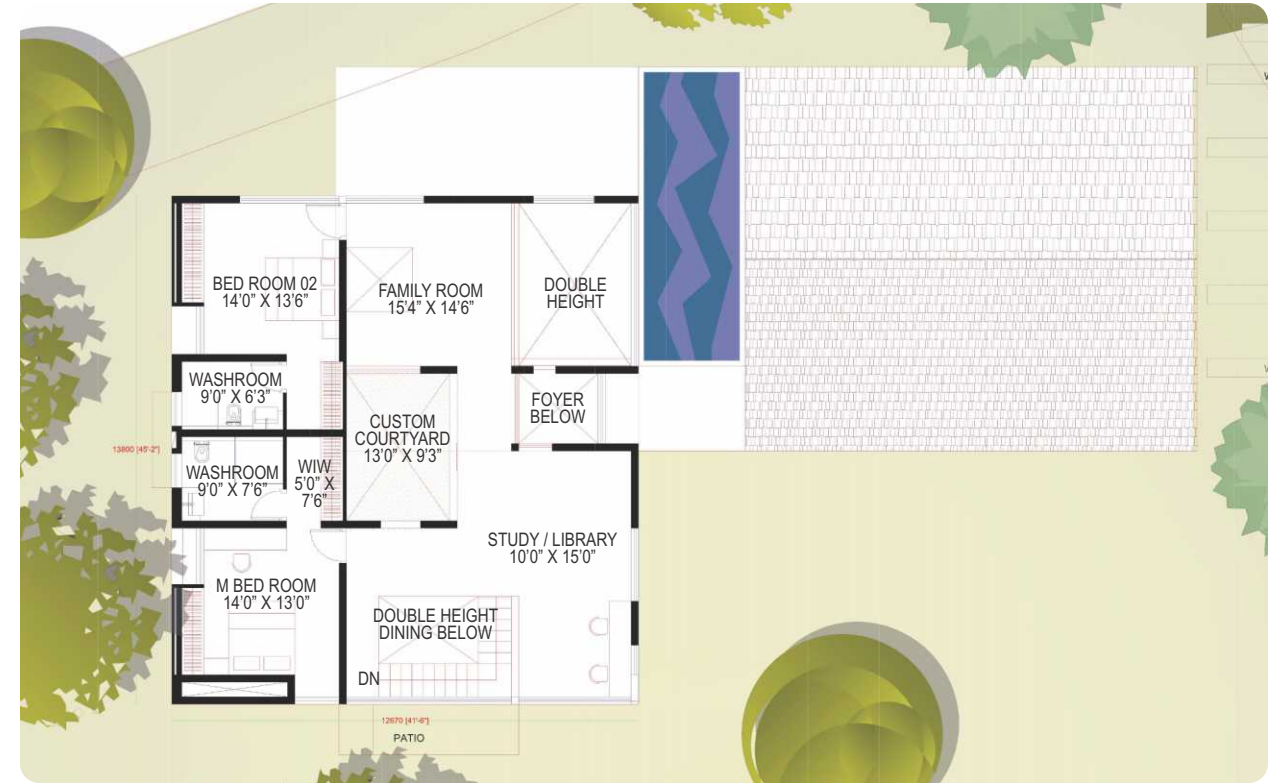 BED ROOM 02
14’0” X 13’6”
FAMILY ROOM
15’4” X 14’6”
DOUBLE
HEIGHT
WASHROOM
9’0” X 6’3”
CUSTOM
COURTYARD
13’0” X 9’3”
FOYER
BELOW
13800 [45'-2"]
WASHROOM
9’0” X 7’6”
WIW
5’0” X
7’6”
STUDY / LIBRARY
10’0” X 15’0”
M BED ROOM
14’0” X 13’0”
DOUBLE HEIGHT
DINING BELOW
DN
12670 [41'-6"]
PATIO